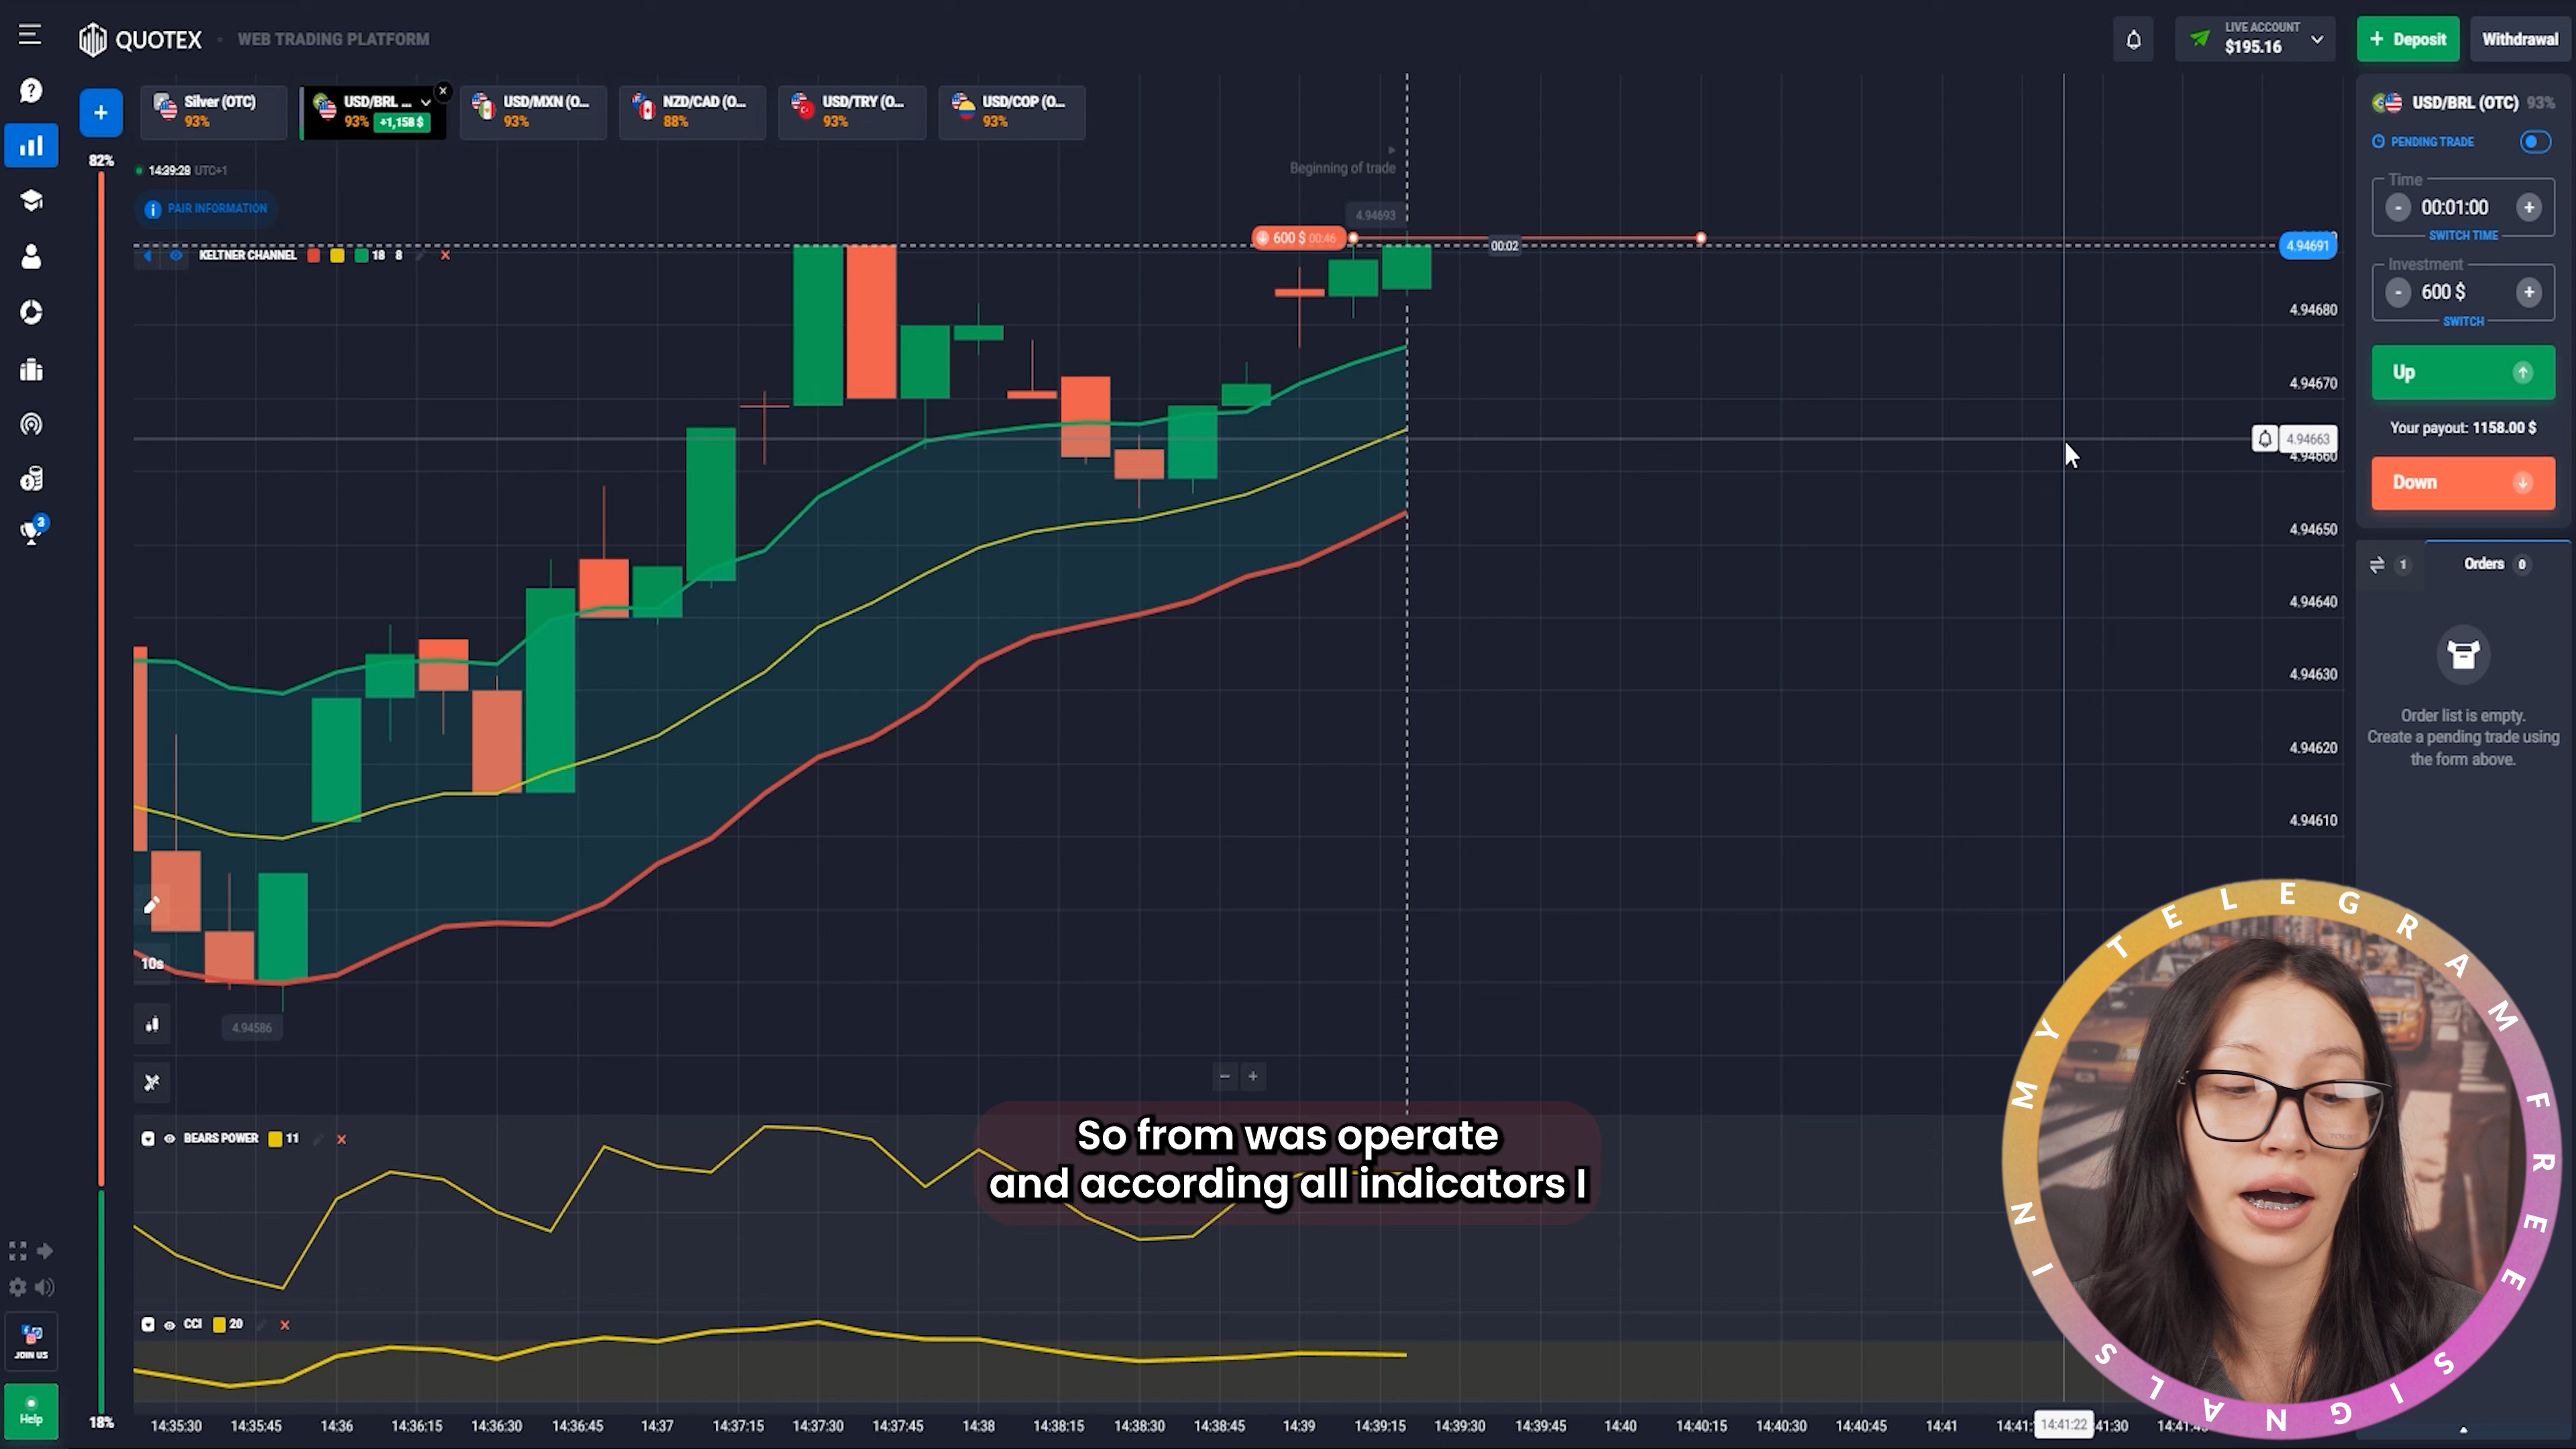 QUOTEX
WEB TRADING PLATFORM
LIVE ACCOUNT
$195.16
+ Deposit
Withdrawal
+
Silver (OTC)
93%
USD/BRL ...
93% +1,158 $
USD/MXN (O...
93%
NZD/CAD (O...
88%
USD/TRY (O...
93%
USD/COP (O...
93%
82%
14:39:28 UTC+1
PAIR INFORMATION
KELTNER CHANNEL 18 8
Beginning of trade
4.94693
600 $ 00:46
00:02
4.94691
4.94680
4.94670
4.94663
4.94660
4.94650
4.94640
4.94630
4.94620
4.94610
4.94586
10s
BEARS POWER 11
CCI 20
18%
So from was operate
and according all indicators I
14:35:30 14:35:45 14:36 14:36:15 14:36:30 14:36:45 14:37 14:37:15 14:37:30 14:37:45 14:38 14:38:15 14:38:30 14:38:45 14:39 14:39:15 14:39:30 14:39:45 14:40 14:40:15 14:40:30 14:40:45 14:41 14:41:22
USD/BRL (OTC) 93%
PENDING TRADE
Time
- 00:01:00 +
SWITCH TIME
Investment
- 600 $ +
SWITCH
Up
Your payout: 1158.00 $
Down
1
Orders 0
Order list is empty.
Create a pending trade using
the form above.
3
JOIN US
Help
IN MY TELEGRAM FREE SIGNALS